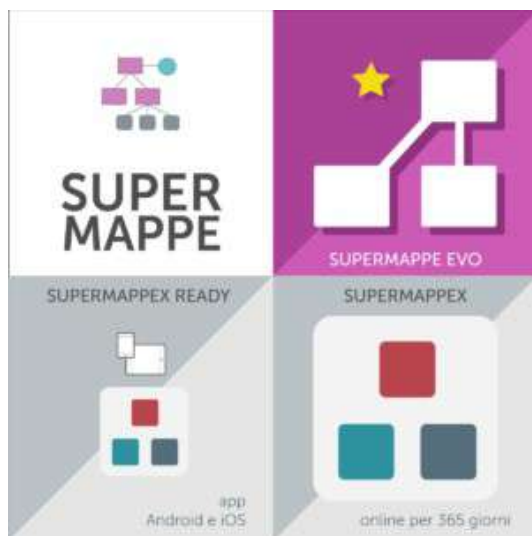 SUPER
MAPPE
SUPERMAPPE EVO
SUPERMAPPEX READY
app
Android e iOS
SUPERMAPPEX
online per 365 giorni